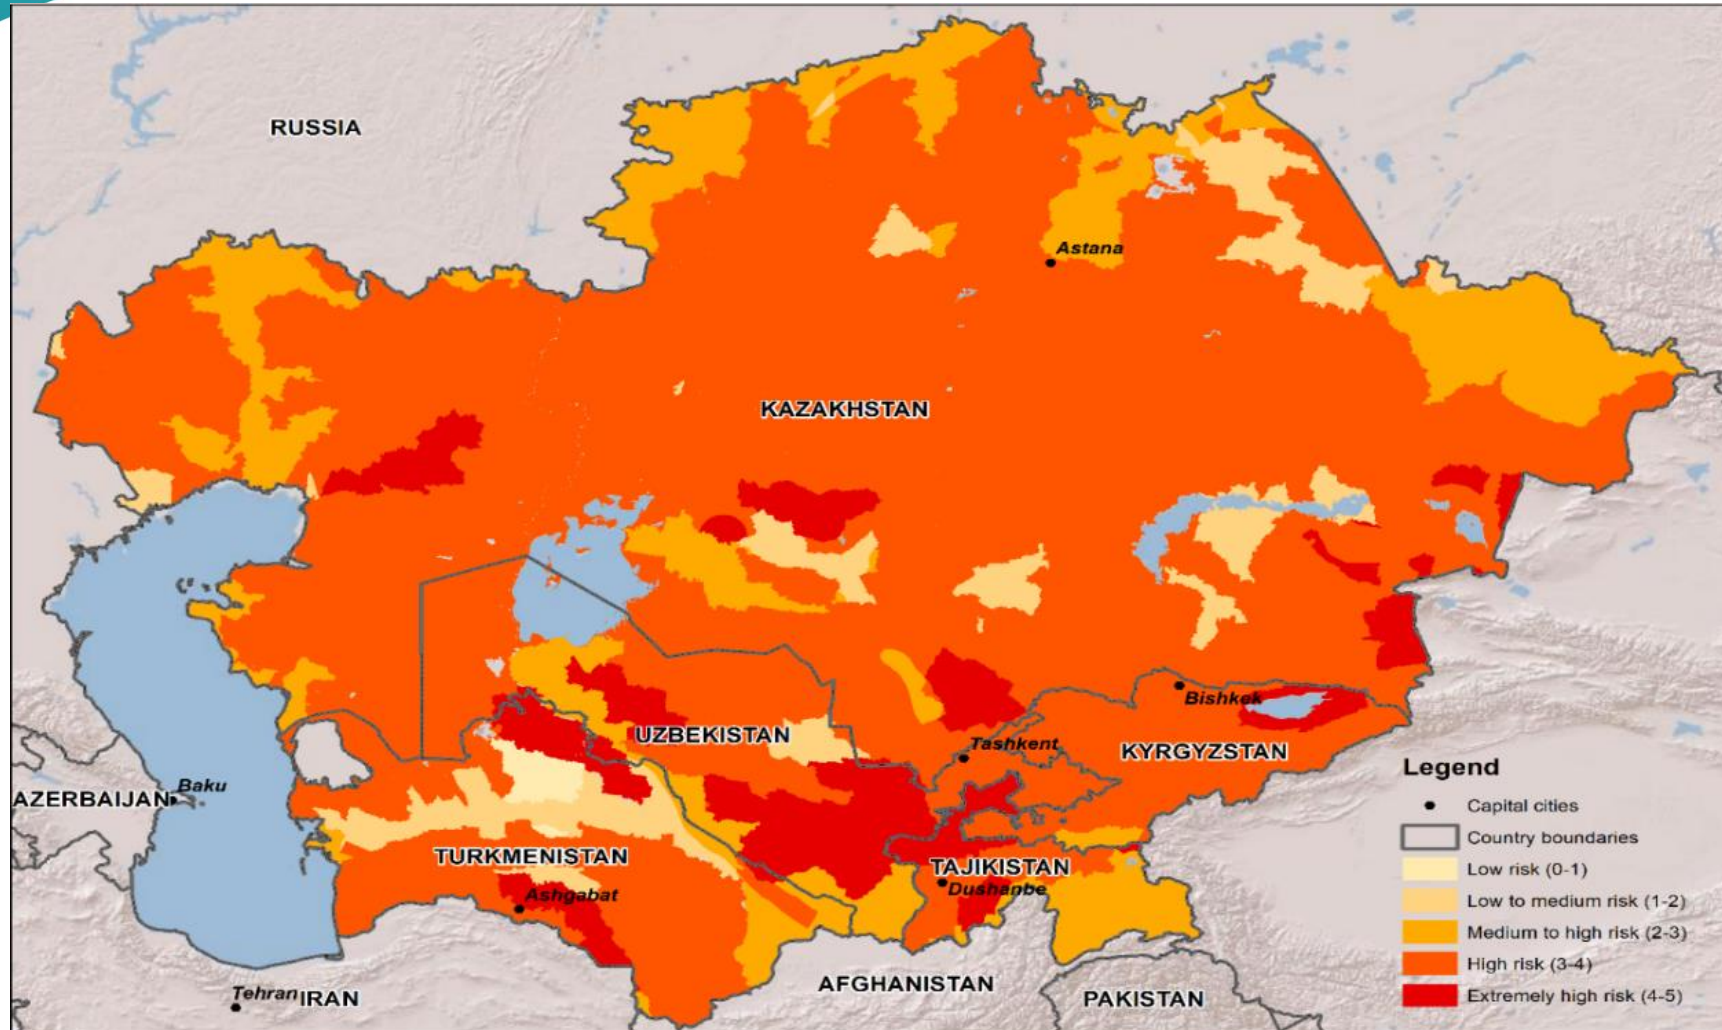 RUSSIA
Astana
KAZAKHSTAN
Bishkek
UZBEKISTAN
Tashkent
KYRGYZSTAN
Baku
AZERBAIJAN
TURKMENISTAN
TAJIKISTAN
Dushanbe
Ashgabat
AFGHANISTAN
Tehran IRAN
PAKISTAN
Legend
Capital cities
Country boundaries
Low risk (0-1)
Low to medium risk (1-2)
Medium to high risk (2-3)
High risk (3-4)
Extremely high risk (4-5)